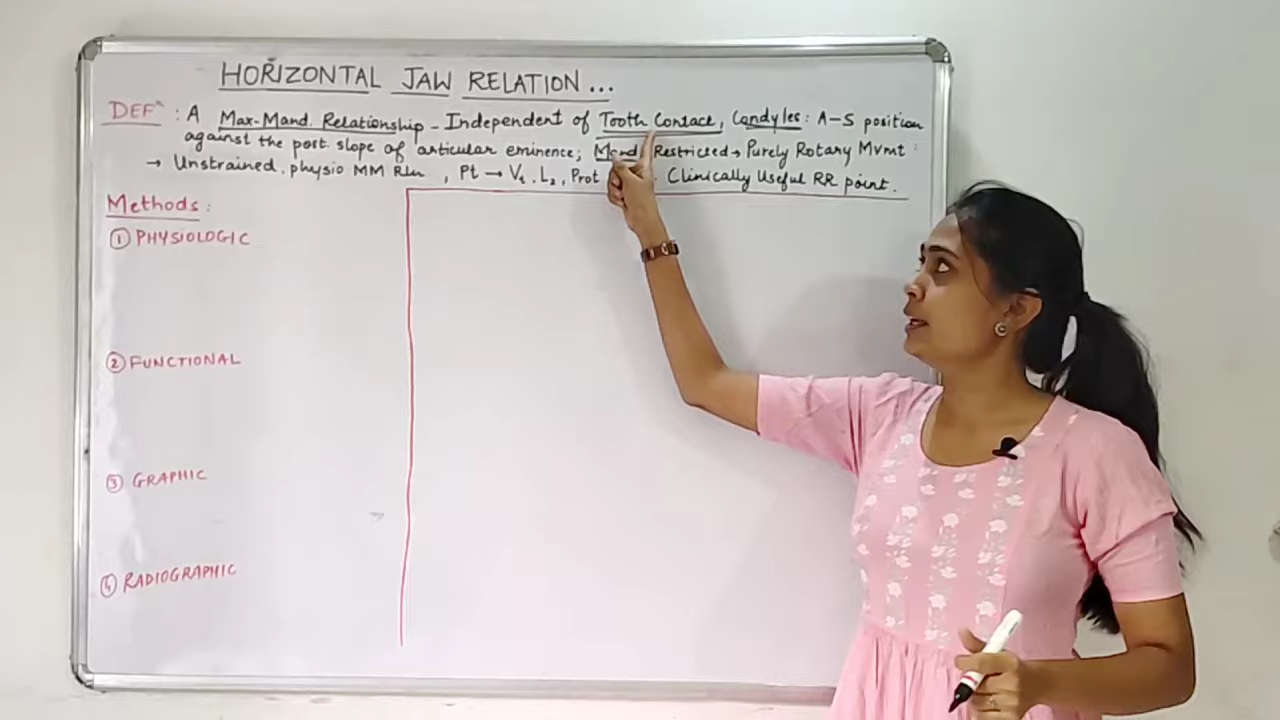 HORIZONTAL JAW RELATION...
DEFⁿ : A Max-Mand. Relationship - Independent of Tooth Contact, Condyles : A-S position
against the post. slope of articular eminence; Mand Restricted → Purely Rotary Mvmt :
→ Unstrained, physio MM Rln , Pt → V₁, L₂, Prot Clinically Useful RR point.
Methods :
① PHYSIOLOGIC
② FUNCTIONAL
③ GRAPHIC
④ RADIOGRAPHIC